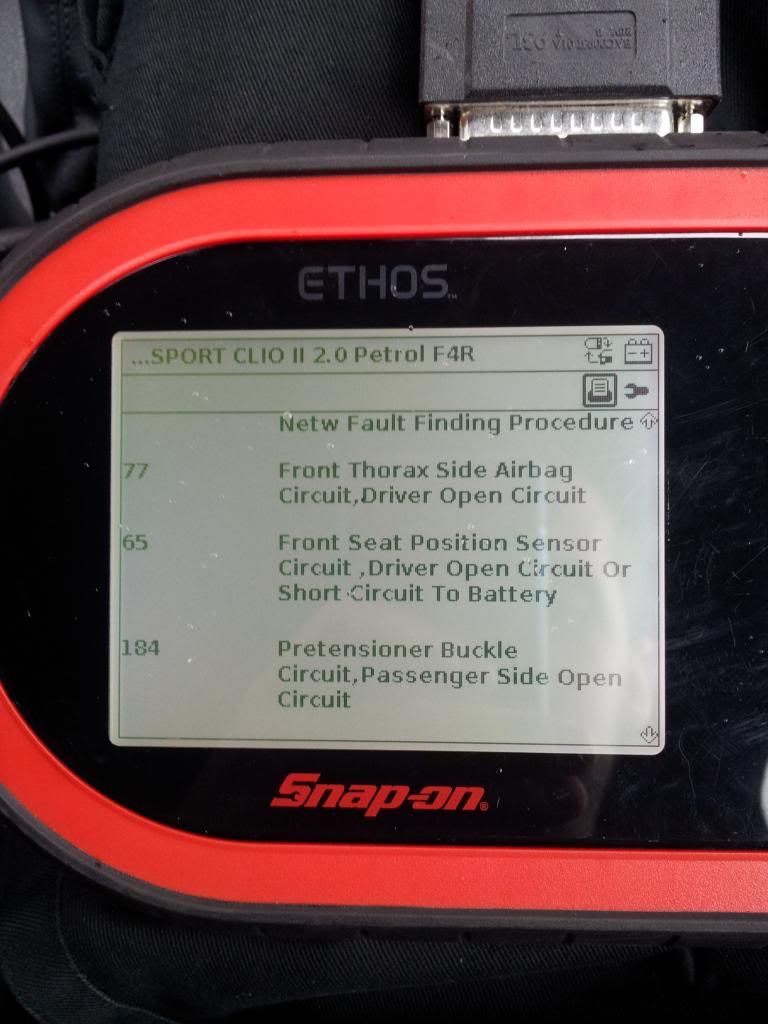 ETHOS™
...SPORT CLIO II 2.0 Petrol F4R
Netw Fault Finding Procedure
77 Front Thorax Side Airbag
Circuit,Driver Open Circuit
65 Front Seat Position Sensor
Circuit ,Driver Open Circuit Or
Short Circuit To Battery
184 Pretensioner Buckle
Circuit,Passenger Side Open
Circuit
Snap-on®